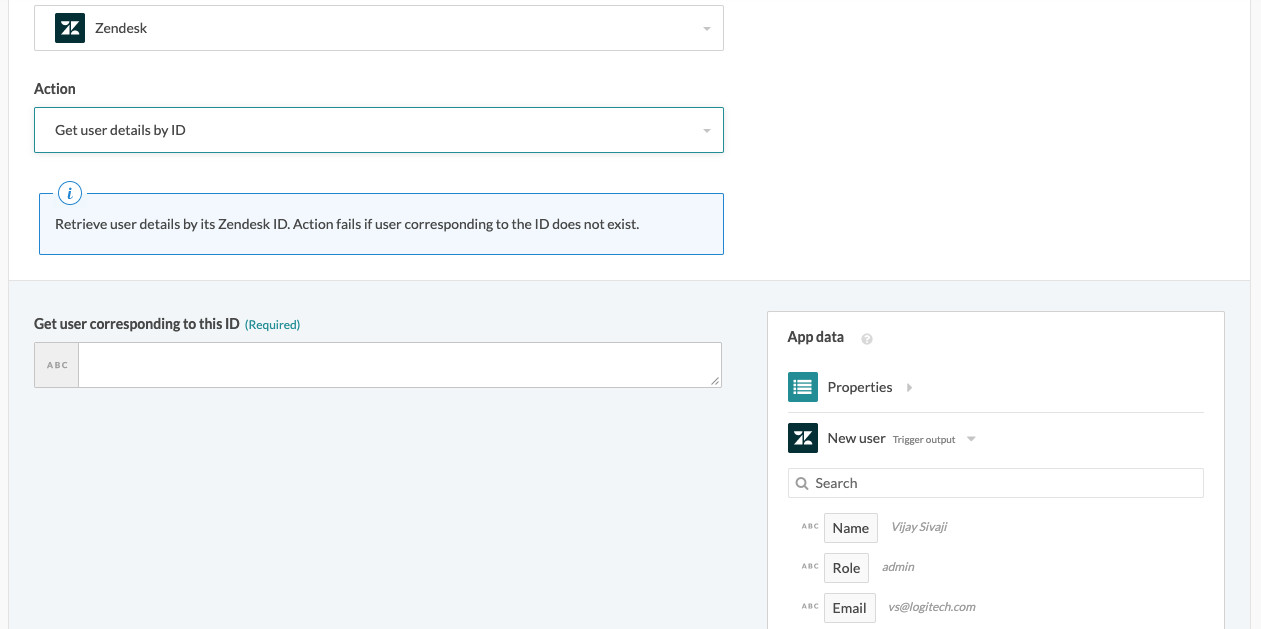 Zendesk
Action
Get user details by ID
i
Retrieve user details by its Zendesk ID. Action fails if user corresponding to the ID does not exist.
Get user corresponding to this ID (Required)
ABC
App data ?
Properties
New user Trigger output
Search
ABC Name Vijay Sivaji
ABC Role admin
ABC Email vs@logitech.com